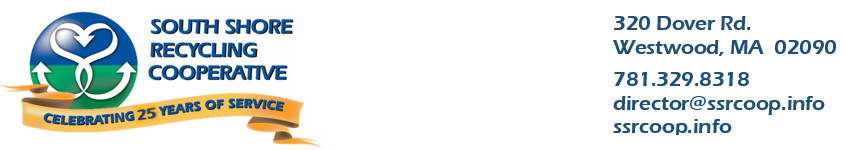 SOUTH SHORE
RECYCLING
COOPERATIVE
CELEBRATING 25 YEARS OF SERVICE
320 Dover Rd.
Westwood, MA 02090
781.329.8318
director@ssrcoop.info
ssrcoop.info